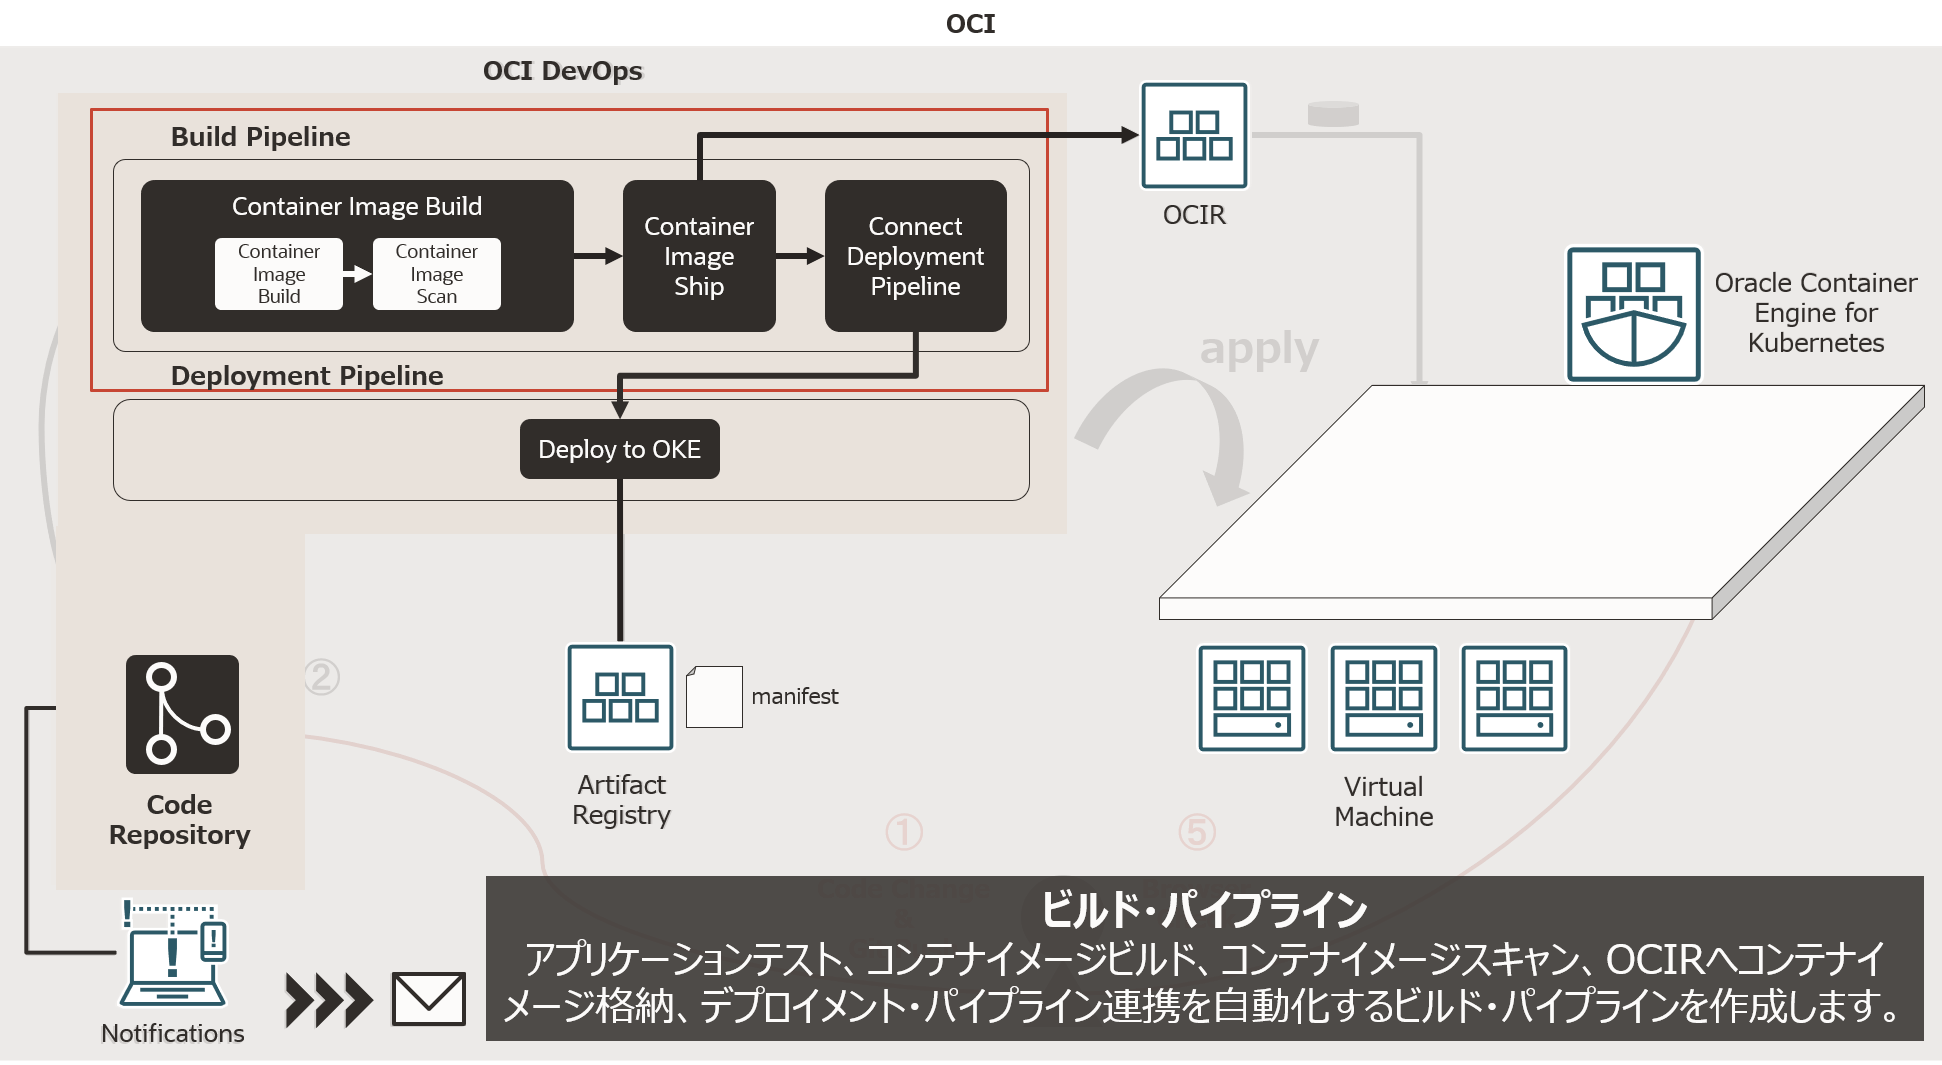 OCI
OCI DevOps
Build Pipeline
Container Image Build
Container
Image
Build
Container
Image
Scan
Container
Image
Ship
Connect
Deployment
Pipeline
OCIR
Oracle Container
Engine for
Kubernetes
apply
Deployment Pipeline
Deploy to OKE
②
manifest
Artifact
Registry
Code
Repository
Virtual
Machine
①
⑤
Code Change
&
Notifications
ビルド・パイプライン
アプリケーションテスト、コンテナイメージビルド、コンテナイメージスキャン、OCIRへコンテナイ
メージ格納、デプロイメント・パイプライン連携を自動化するビルド・パイプラインを作成します。